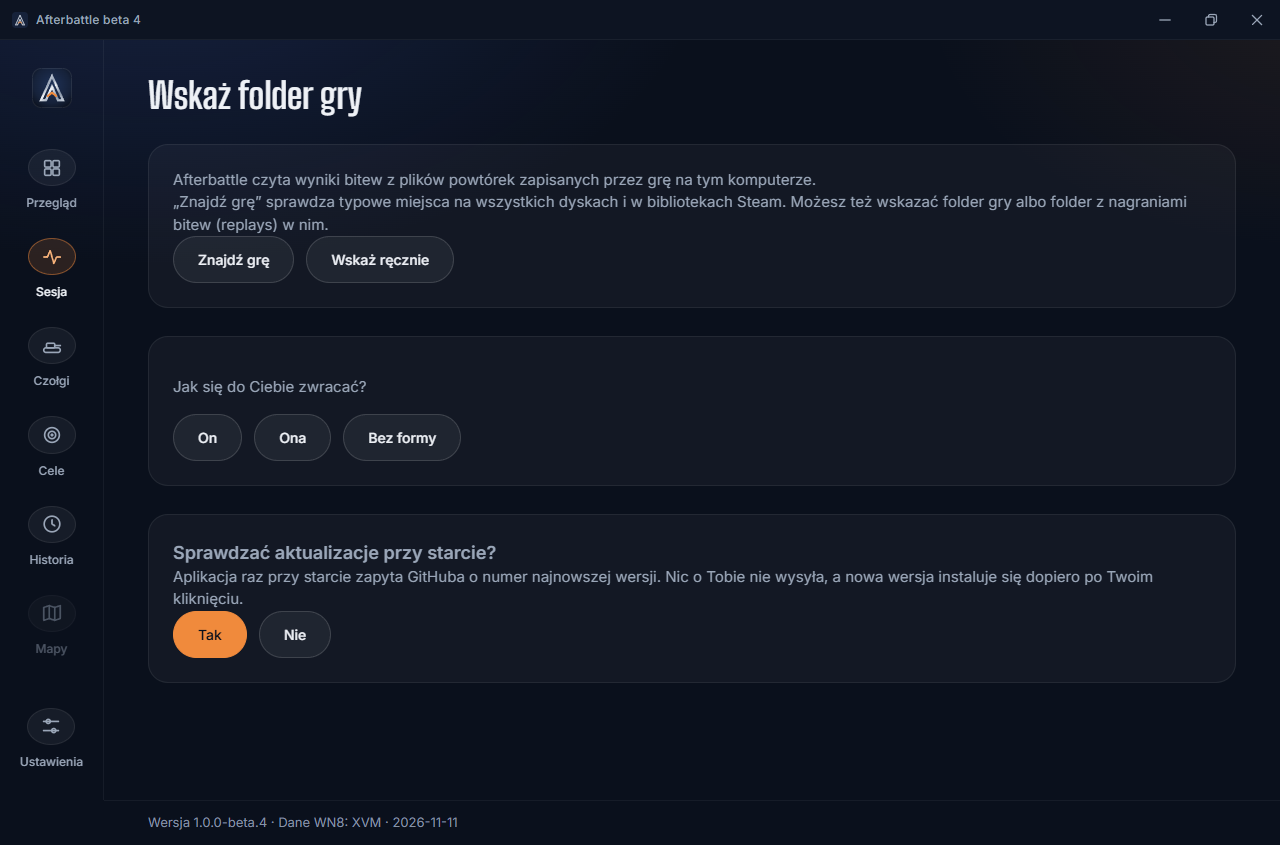 Afterbattle beta 4
Wskaż folder gry
Afterbattle czyta wyniki bitew z plików powtórek zapisanych przez grę na tym komputerze.
„Znajdź grę” sprawdza typowe miejsca na wszystkich dyskach i w bibliotekach Steam. Możesz też wskazać folder gry albo folder z nagraniami
bitew (replays) w nim.
Znajdź grę
Wskaż ręcznie
Jak się do Ciebie zwracać?
On
Ona
Bez formy
Sprawdzać aktualizacje przy starcie?
Aplikacja raz przy starcie zapyta GitHuba o numer najnowszej wersji. Nic o Tobie nie wysyła, a nowa wersja instaluje się dopiero po Twoim
kliknięciu.
Tak
Nie
Przegląd
Sesja
Czołgi
Cele
Historia
Mapy
Ustawienia
Wersja 1.0.0-beta.4 · Dane WN8: XVM · 2026-11-11